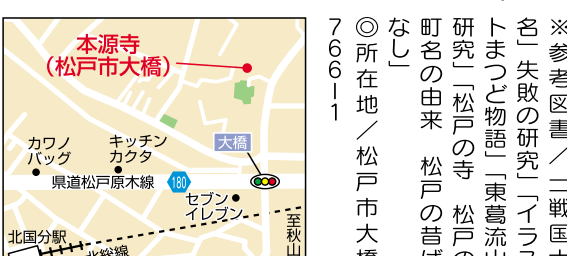 ※参考図書/「戦国
名」失敗の研究」「イラス
トまつど物語」「東葛流山
研究」「松戸の寺 松戸の
町名の由来 松戸の昔ば
なし」
◎所在地/松戸市大橋
766-1
本源寺
(松戸市大橋)
カワノ
バッグ
キッチン
カクタ
大橋
県道松戸原木線
180
セブン
イレブン
至秋山
北国分駅
北総線